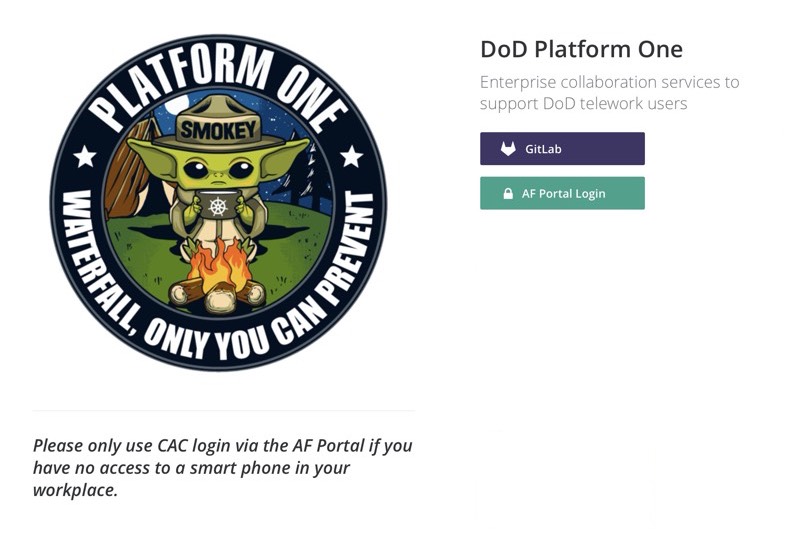 PLATFORM ONE
SMOKEY
WATERFALL, ONLY YOU CAN PREVENT
Please only use CAC login via the AF Portal if you
have no access to a smart phone in your
workplace.
DoD Platform One
Enterprise collaboration services to
support DoD telework users
GitLab
AF Portal Login